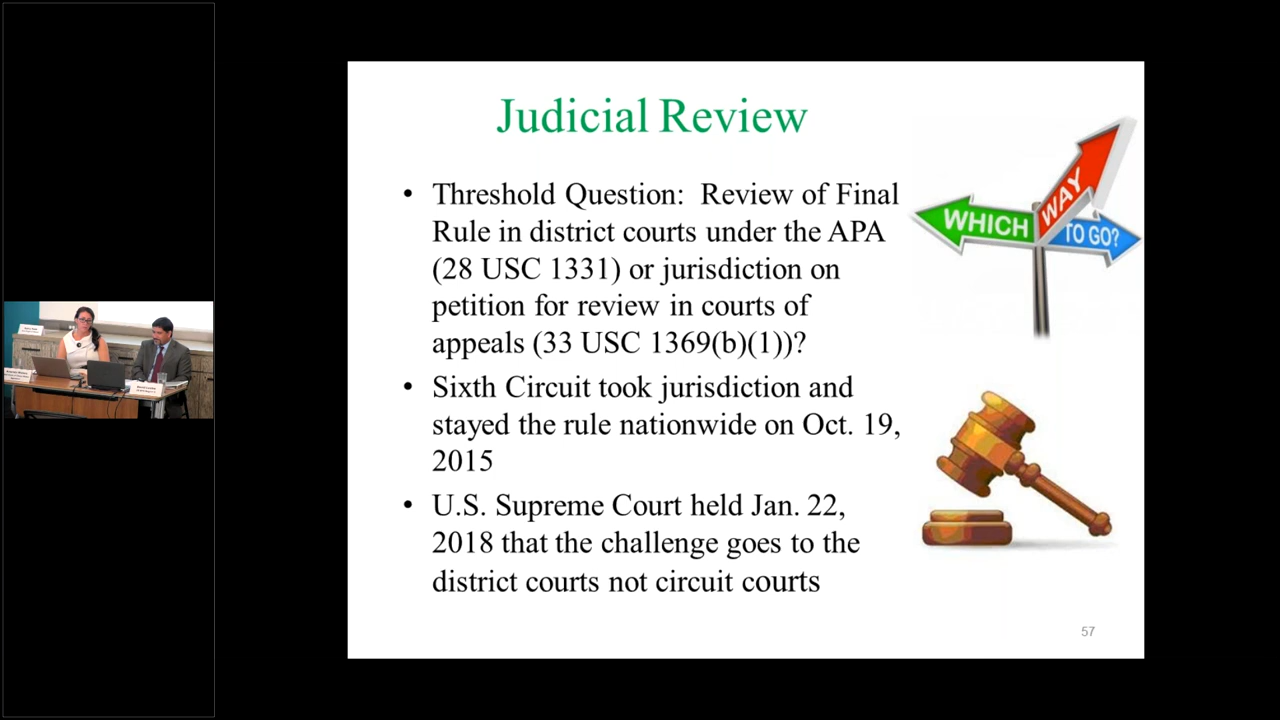 Judicial Review
• Threshold Question:  Review of Final
Rule in district courts under the APA
(28 USC 1331) or jurisdiction on
petition for review in courts of
appeals (33 USC 1369(b)(1))?
• Sixth Circuit took jurisdiction and
stayed the rule nationwide on Oct. 19,
2015
• U.S. Supreme Court held Jan. 22,
2018 that the challenge goes to the
district courts not circuit courts
WHICH
WAY
TO GO?
57